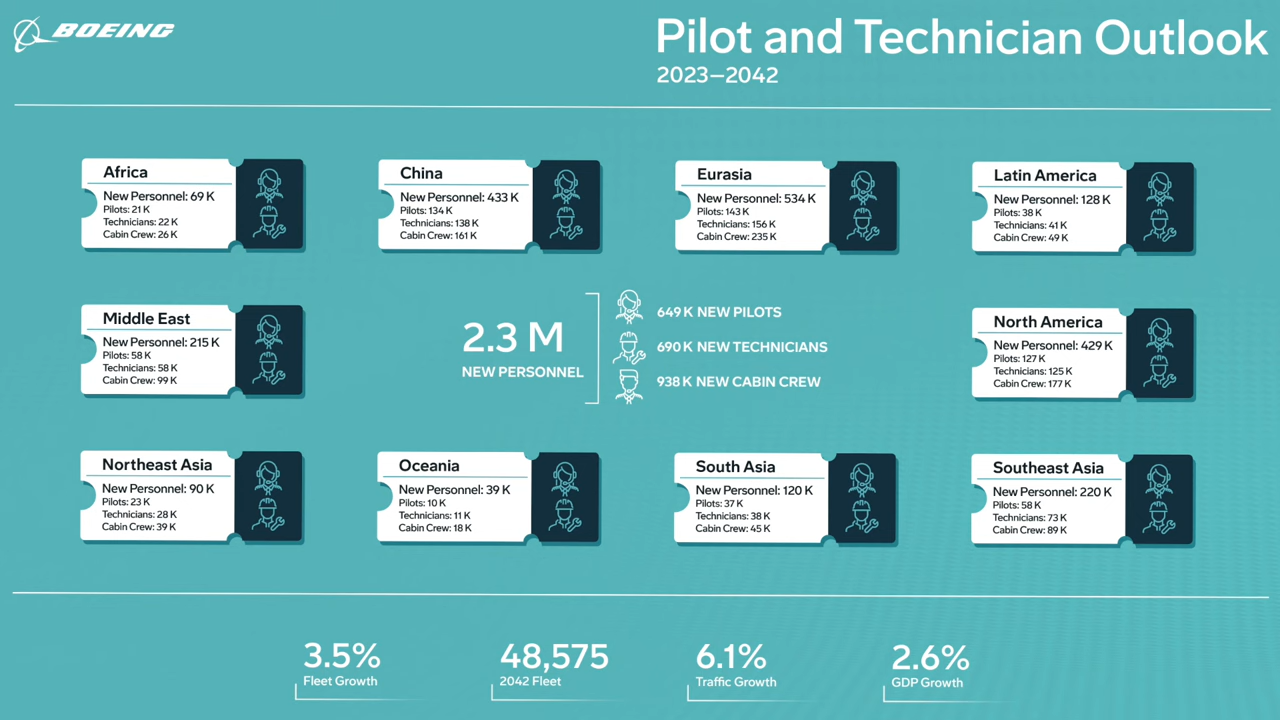 BOEING
Pilot and Technician Outlook
2023–2042
Africa
New Personnel: 69 K
Pilots: 21 K
Technicians: 22 K
Cabin Crew: 26 K
China
New Personnel: 433 K
Pilots: 134 K
Technicians: 138 K
Cabin Crew: 161 K
Eurasia
New Personnel: 534 K
Pilots: 143 K
Technicians: 156 K
Cabin Crew: 235 K
Latin America
New Personnel: 128 K
Pilots: 38 K
Technicians: 41 K
Cabin Crew: 49 K
Middle East
New Personnel: 215 K
Pilots: 58 K
Technicians: 58 K
Cabin Crew: 99 K
2.3 M
NEW PERSONNEL
649 K NEW PILOTS
690 K NEW TECHNICIANS
938 K NEW CABIN CREW
North America
New Personnel: 429 K
Pilots: 127 K
Technicians: 125 K
Cabin Crew: 177 K
Northeast Asia
New Personnel: 90 K
Pilots: 23 K
Technicians: 28 K
Cabin Crew: 39 K
Oceania
New Personnel: 39 K
Pilots: 10 K
Technicians: 11 K
Cabin Crew: 18 K
South Asia
New Personnel: 120 K
Pilots: 37 K
Technicians: 38 K
Cabin Crew: 45 K
Southeast Asia
New Personnel: 220 K
Pilots: 58 K
Technicians: 73 K
Cabin Crew: 89 K
3.5%
Fleet Growth
48,575
2042 Fleet
6.1%
Traffic Growth
2.6%
GDP Growth